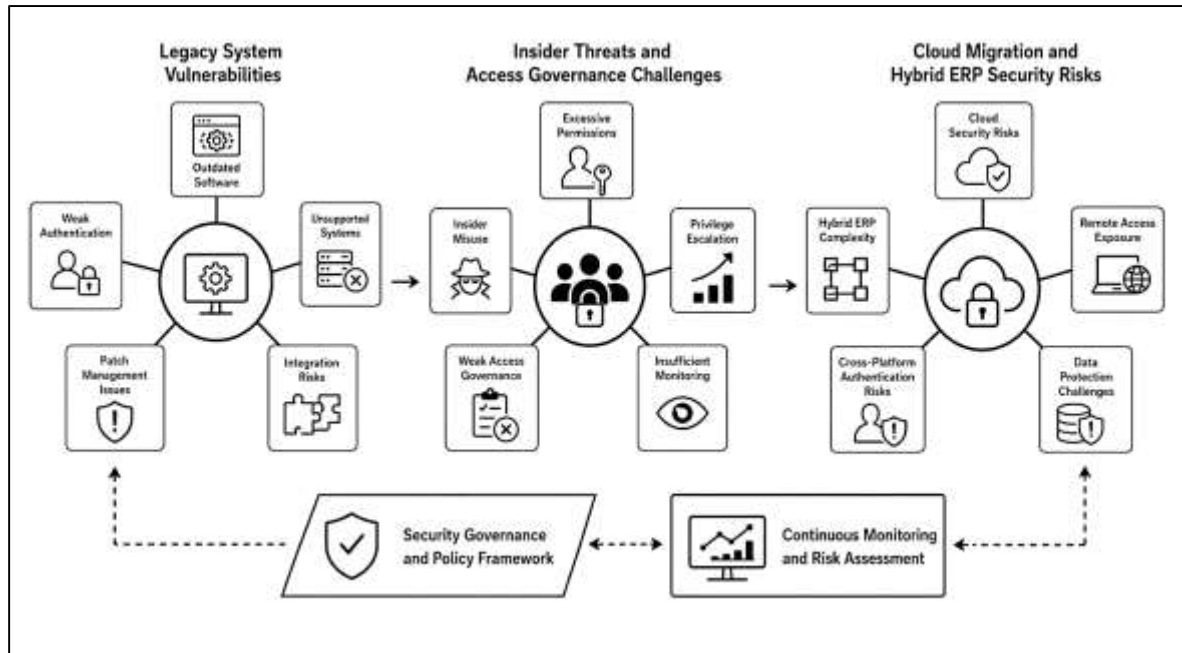 Legacy System
Vulnerabilities
Outdated
Software
Weak
Authentication
Unsupported
Systems
Patch
Management
Issues
Integration
Risks
Insider Threats and
Access Governance Challenges
Excessive
Permissions
Insider
Misuse
Privilege
Escalation
Weak Access
Governance
Insufficient
Monitoring
Cloud Migration and
Hybrid ERP Security Risks
Cloud
Security Risks
Hybrid ERP
Complexity
Remote Access
Exposure
Cross-Platform
Authentication
Risks
Data
Protection
Challenges
Security Governance
and Policy Framework
Continuous Monitoring
and Risk Assessment